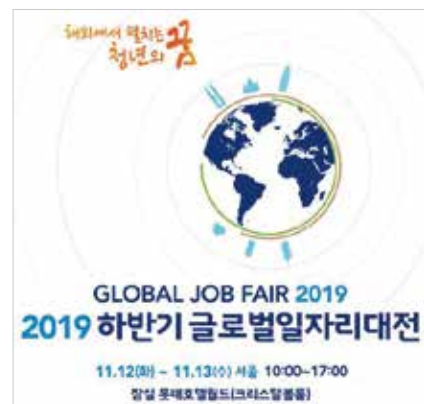 해외에서 펼치는
청년의 꿈
GLOBAL JOB FAIR 2019
2019 하반기 글로벌일자리대전
11.12(화) ~ 11.13(수) 서울 10:00~17:00
잠실 롯데호텔월드(크리스탈볼룸)